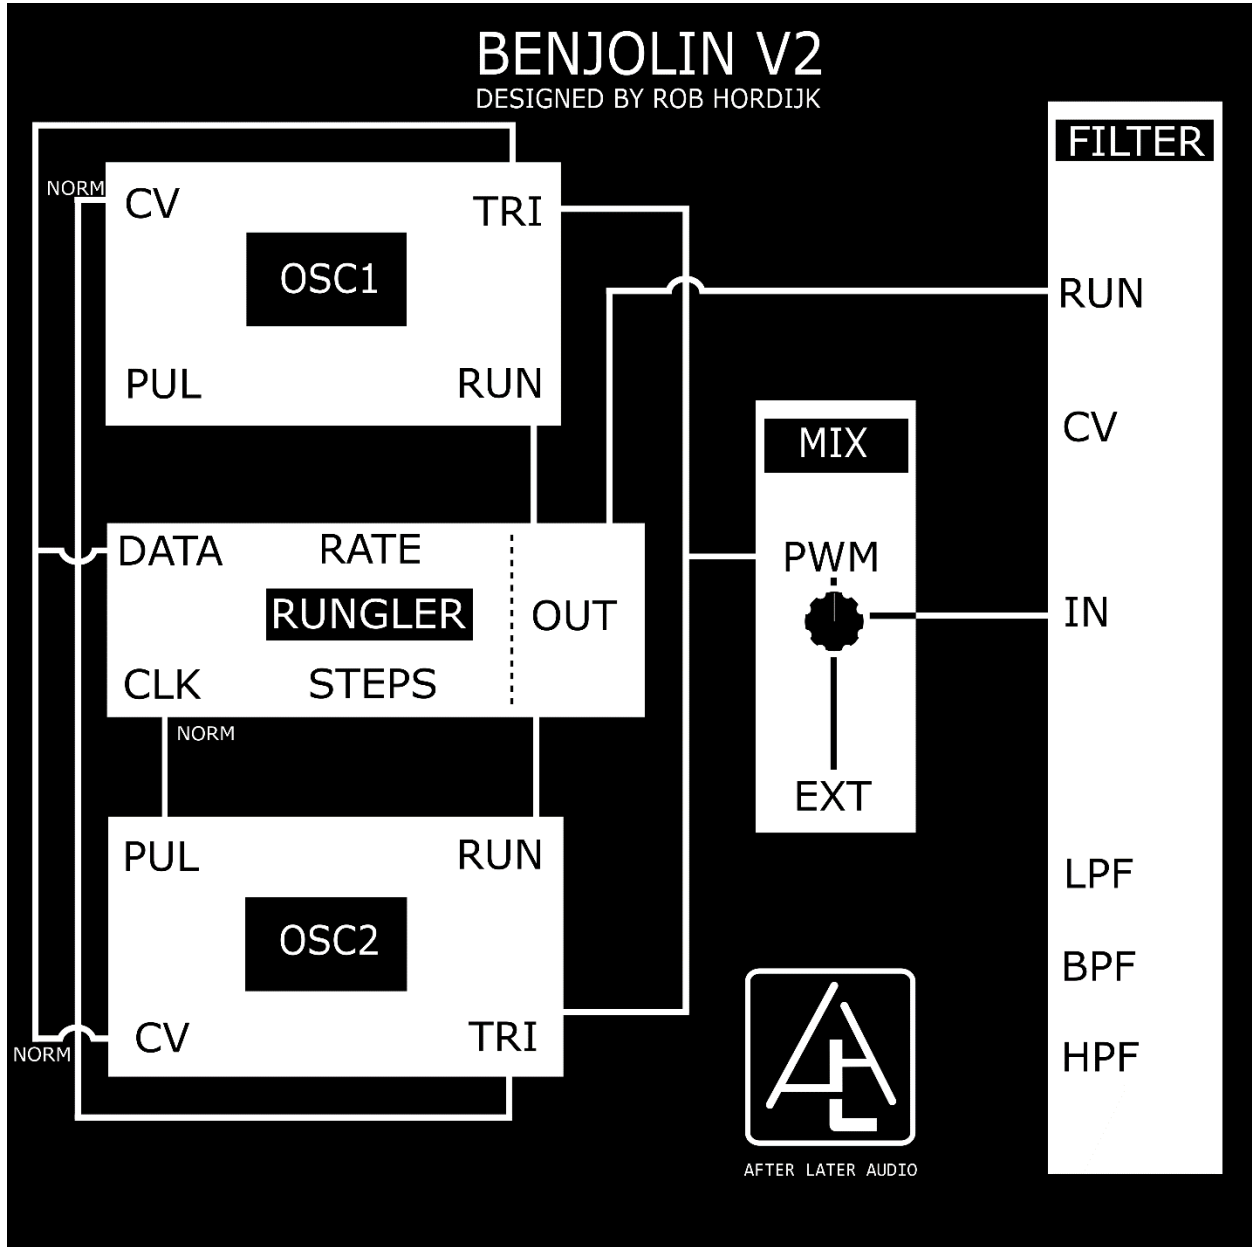 BENJOLIN V2
DESIGNED BY ROB HORDIJK
NORM
CV
TRI
OSC1
PUL
RUN
DATA
RATE
RUNGLER
OUT
CLK
STEPS
NORM
PUL
RUN
OSC2
CV
TRI
NORM
MIX
PWM
EXT
FILTER
RUN
CV
IN
LPF
BPF
HPF
AL
AFTER LATER AUDIO